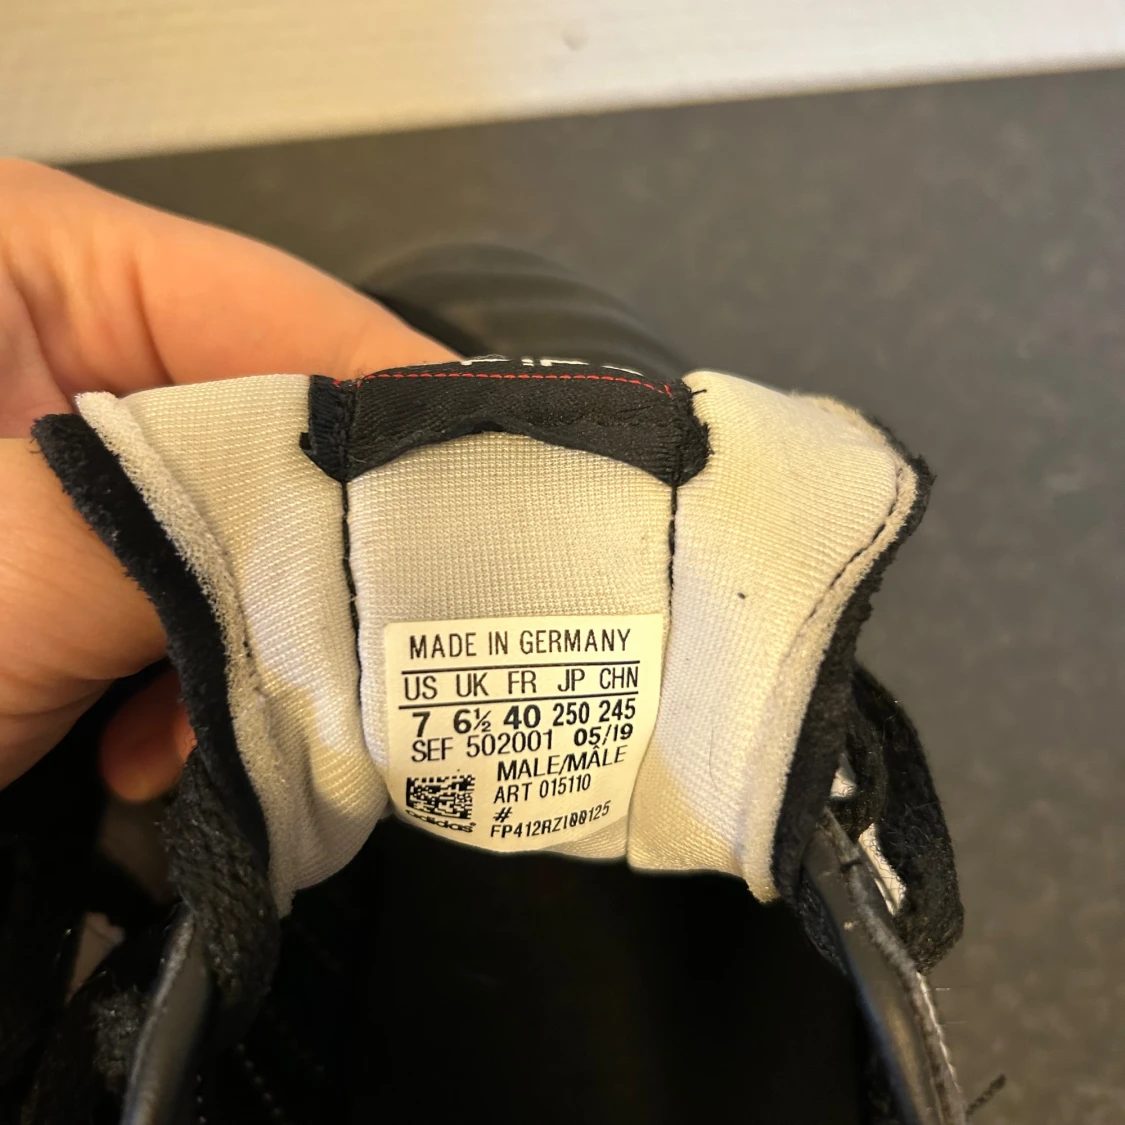 MADE IN GERMANY
US UK FR JP CHN
7 6½ 40 250 245
SEF 502001 05/19
MALE/MÂLE
ART 015110
#
adidas
FP412RZI00125